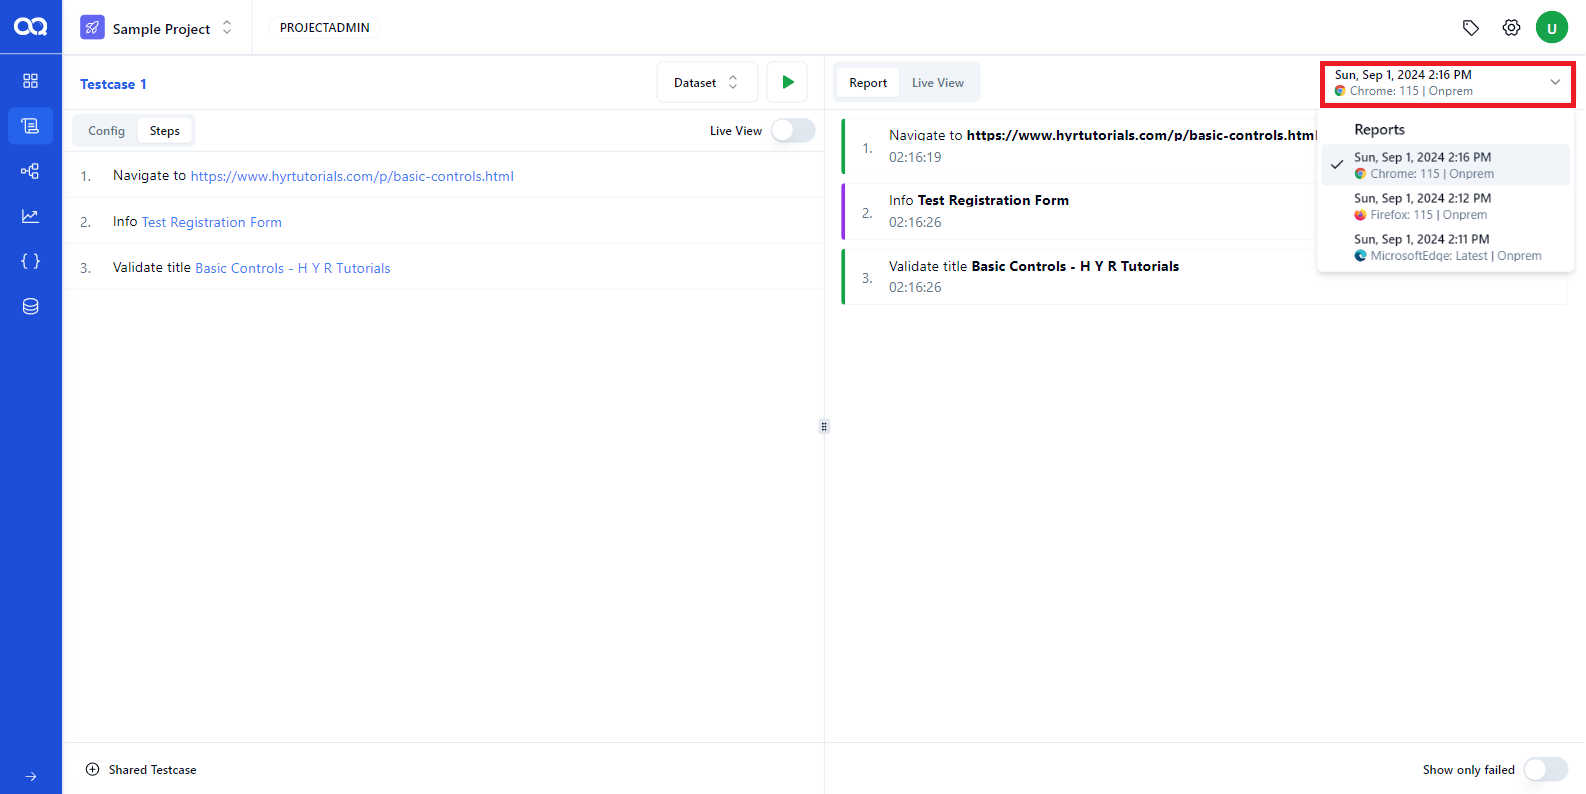 Sample Project
PROJECTADMIN
U
Testcase 1
Dataset
Report
Live View
Sun, Sep 1, 2024 2:16 PM
Chrome: 115 | Onprem
Config
Steps
Live View
1. Navigate to https://www.hyrtutorials.com/p/basic-controls.html
2. Info Test Registration Form
3. Validate title Basic Controls - H Y R Tutorials
1. Navigate to https://www.hyrtutorials.com/p/basic-controls.html
02:16:19
2. Info Test Registration Form
02:16:26
3. Validate title Basic Controls - H Y R Tutorials
02:16:26
Reports
Sun, Sep 1, 2024 2:16 PM
Chrome: 115 | Onprem
Sun, Sep 1, 2024 2:12 PM
Firefox: 115 | Onprem
Sun, Sep 1, 2024 2:11 PM
MicrosoftEdge: Latest | Onprem
Shared Testcase
Show only failed